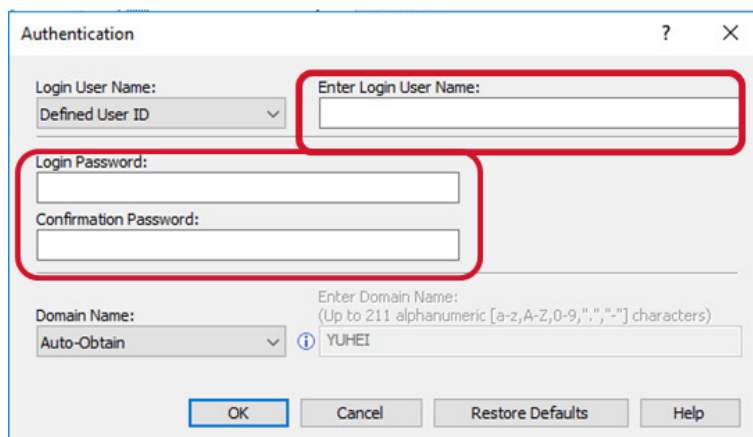 Authentication
?
Login User Name:
Enter Login User Name:
Defined User ID
Login Password:
Confirmation Password:
Enter Domain Name:
Domain Name:
(Up to 211 alphanumeric [a-z,A-Z,0-9,".","-"] characters)
Auto-Obtain
YUHEI
OK
Cancel
Restore Defaults
Help